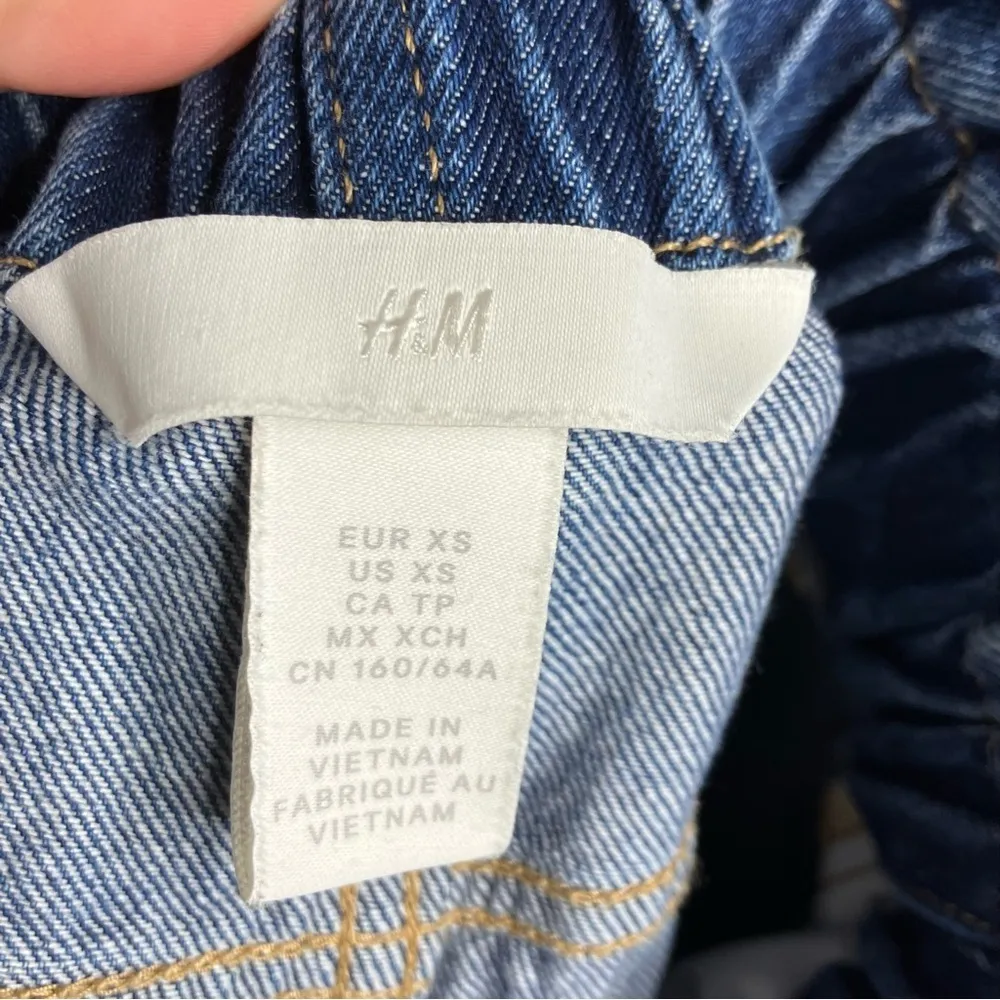 H&M
EUR XS
US XS
CA TP
MX XCH
CN 160/64A
MADE IN
VIETNAM
FABRIQUÉ AU
VIETNAM